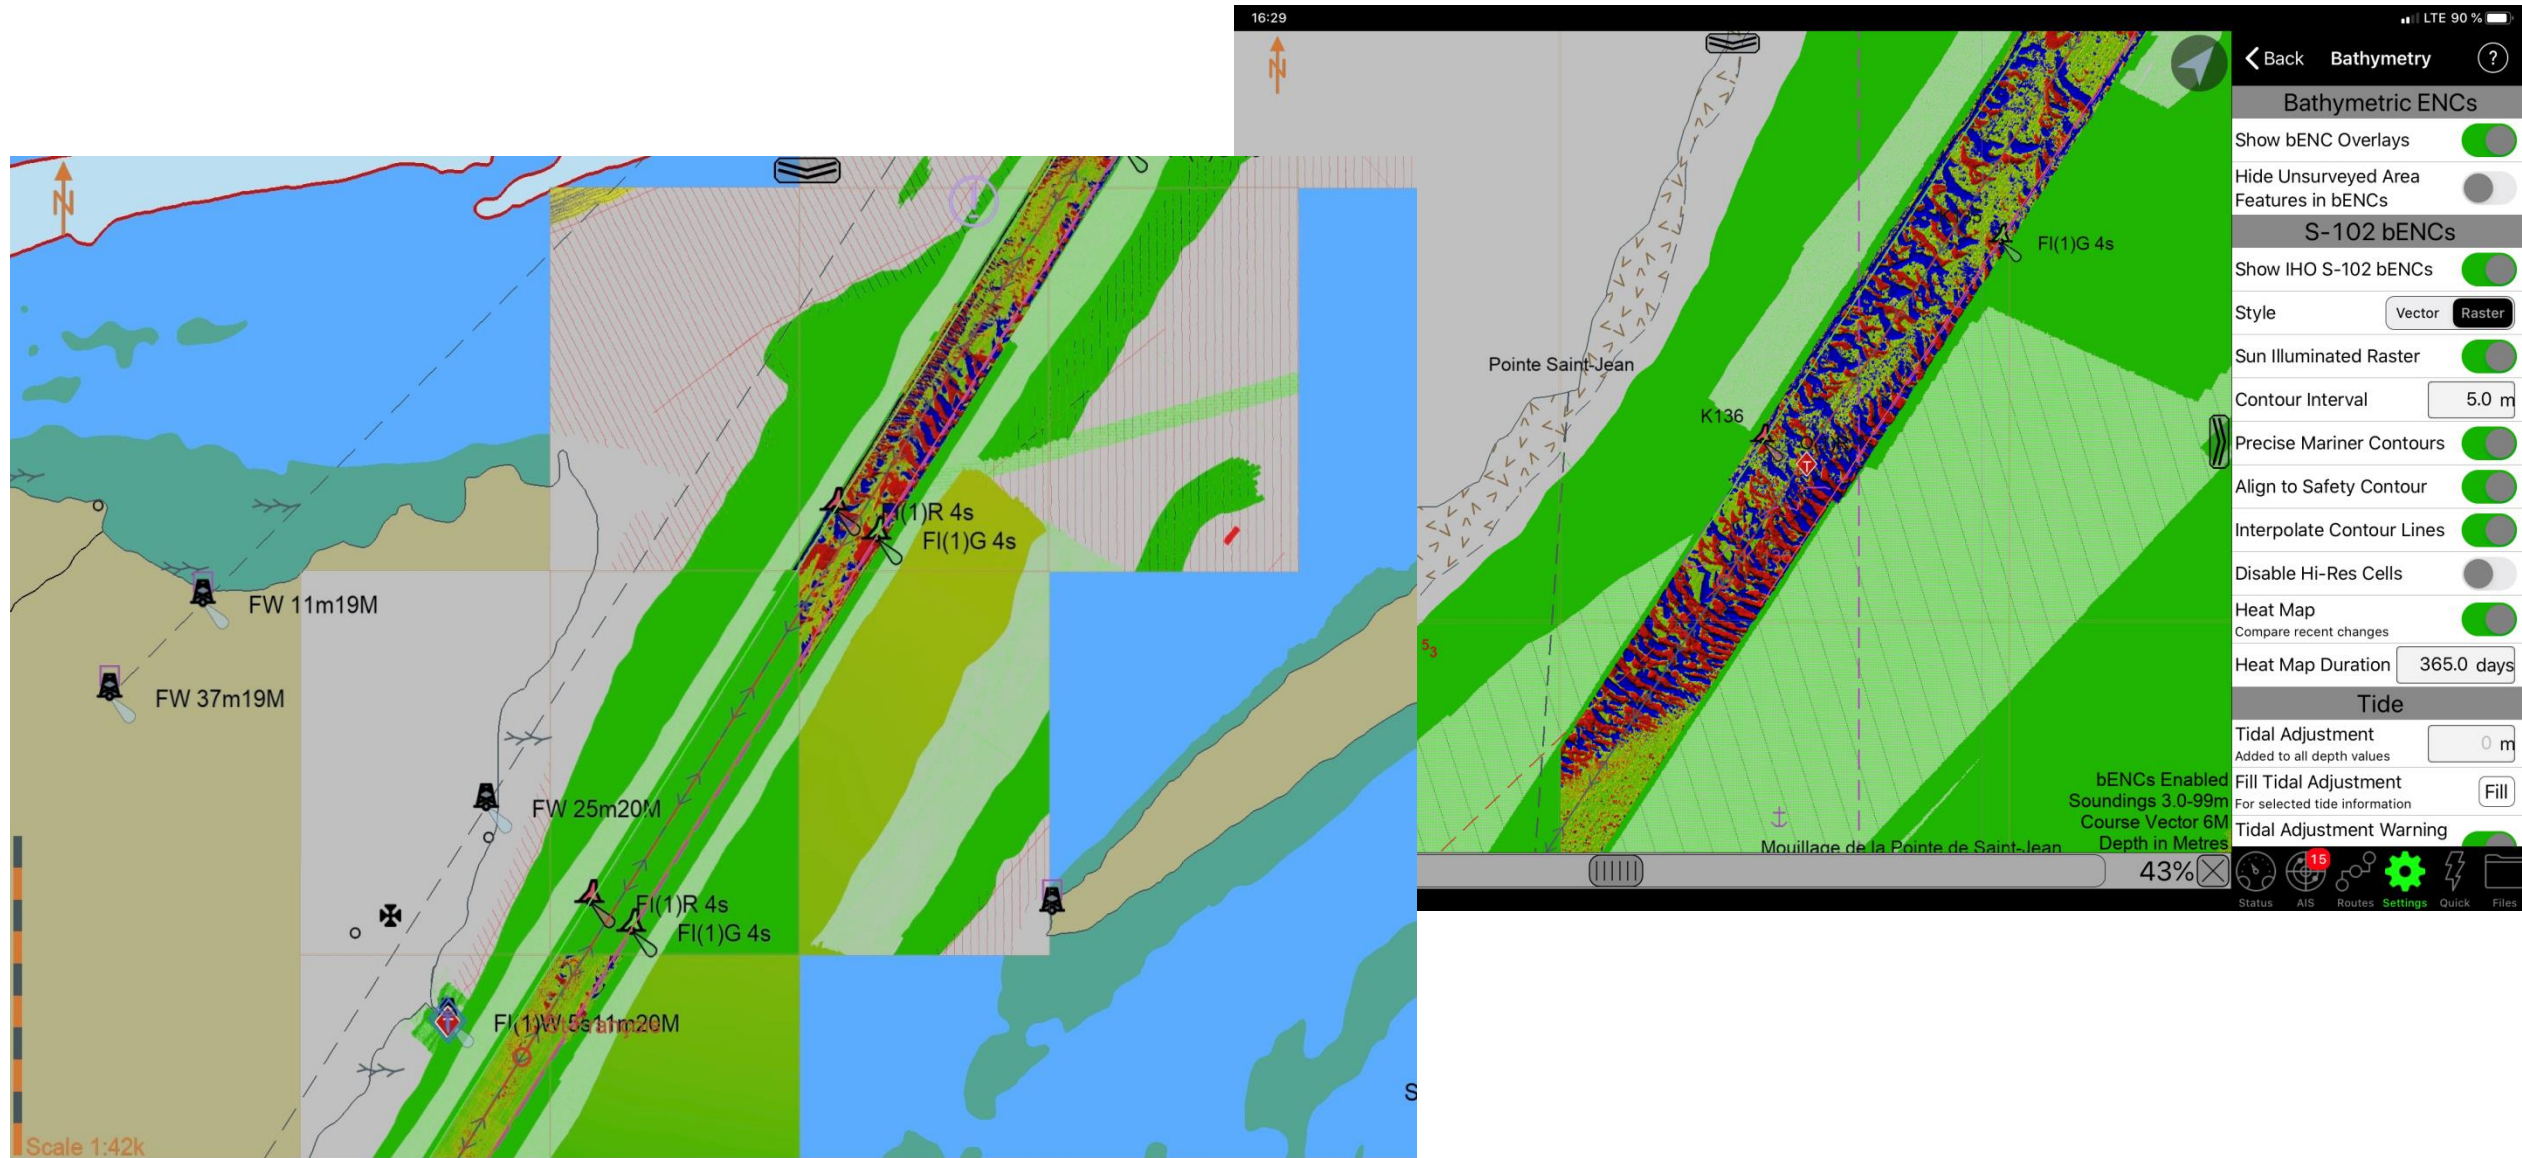 16:29
LTE 90 %
Back Bathymetry ?
Bathymetric ENCs
Show bENC Overlays
Hide Unsurveyed Area
Features in bENCs
S-102 bENCs
Show IHO S-102 bENCs
Style Vector Raster
Sun Illuminated Raster
Contour Interval 5.0 m
Precise Mariner Contours
Align to Safety Contour
Interpolate Contour Lines
Disable Hi-Res Cells
Heat Map
Compare recent changes
Heat Map Duration 365.0 days
Tide
Tidal Adjustment
Added to all depth values
0 m
Fill Tidal Adjustment
For selected tide information
Fill
Tidal Adjustment Warning
15
Status AIS Routes Settings Quick Files
N
Fl(1)G 4s
Pointe Saint-Jean
K136
T
5₃
bENCs Enabled
Soundings 3.0-99m
Course Vector 6M
Depth in Metres
Mouillage de la Pointe de Saint-Jean
43%
N
Fl(1)R 4s
Fl(1)G 4s
FW 11m19M
FW 37m19M
FW 25m20M
Fl(1)R 4s
Fl(1)G 4s
Fl(1)W 5s11m20M
S
Scale 1:42k